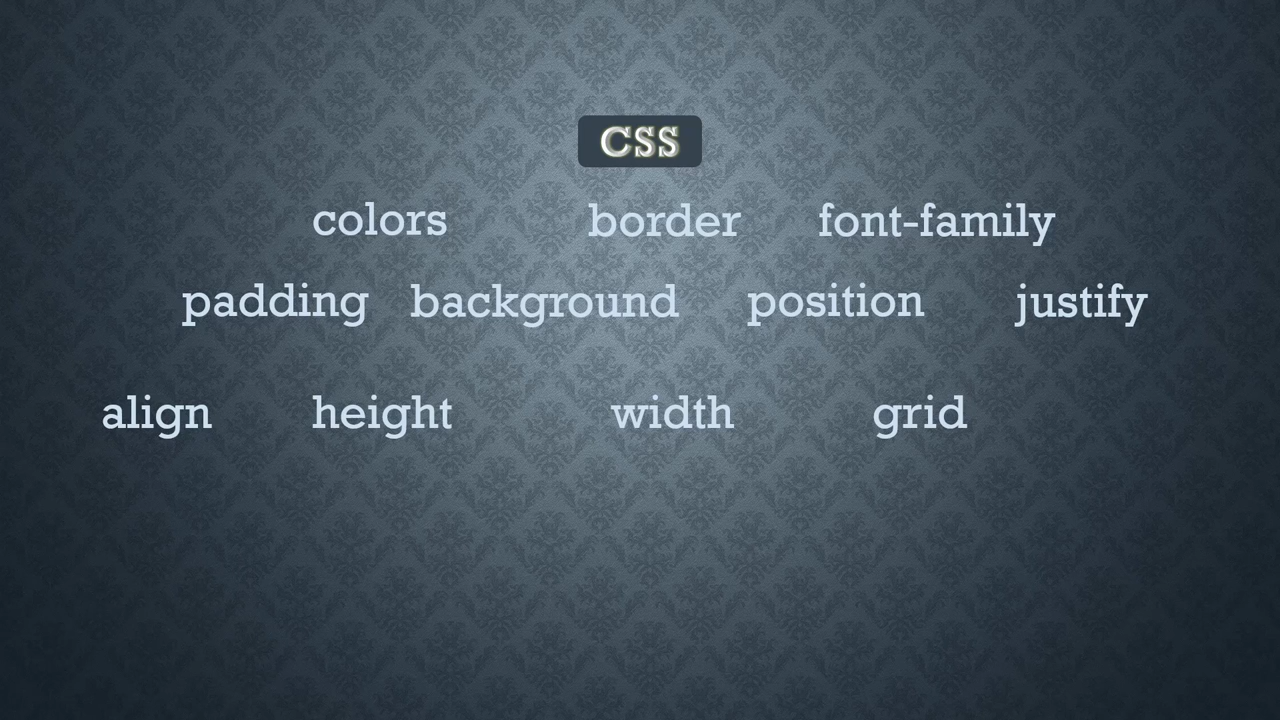 CSS
colors border font-family
padding background position justify
align height width grid